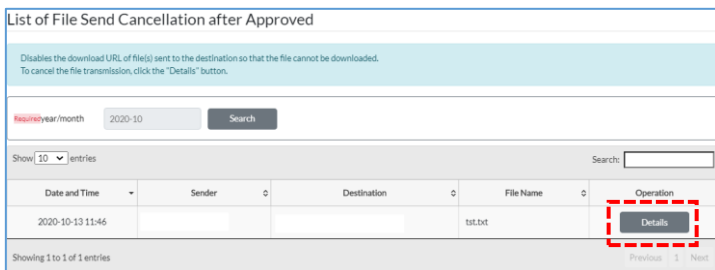 List of File Send Cancellation after Approved
Disables the download URL of file(s) sent to the destination so that the file cannot be downloaded.
To cancel the file transmission, click the "Details" button.
Required year/month 2020-10 Search
Show 10 entries Search:
Date and Time Sender Destination File Name Operation
2020-10-13 11:46 tst.txt Details
Showing 1 to 1 of 1 entries Previous 1 Next